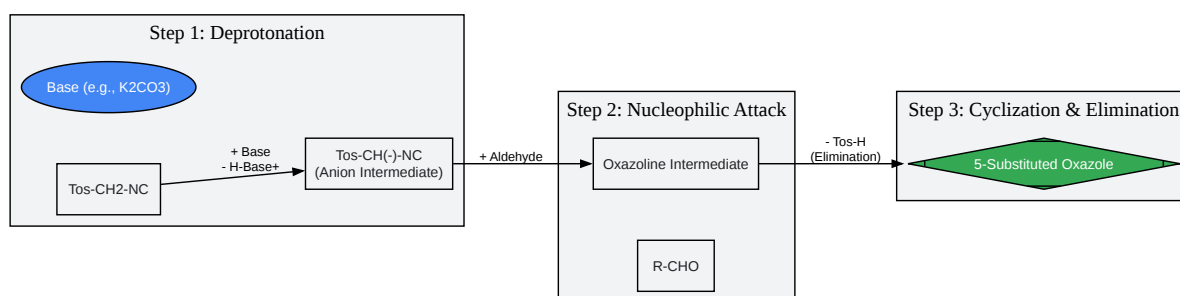 Step 1: Deprotonation
Base (e.g., K2CO3)
Tos-CH2-NC
+ Base
- H-Base+
Tos-CH(-)-NC
(Anion Intermediate)
+ Aldehyde
Step 2: Nucleophilic Attack
Oxazoline Intermediate
R-CHO
- Tos-H
(Elimination)
Step 3: Cyclization & Elimination
5-Substituted Oxazole